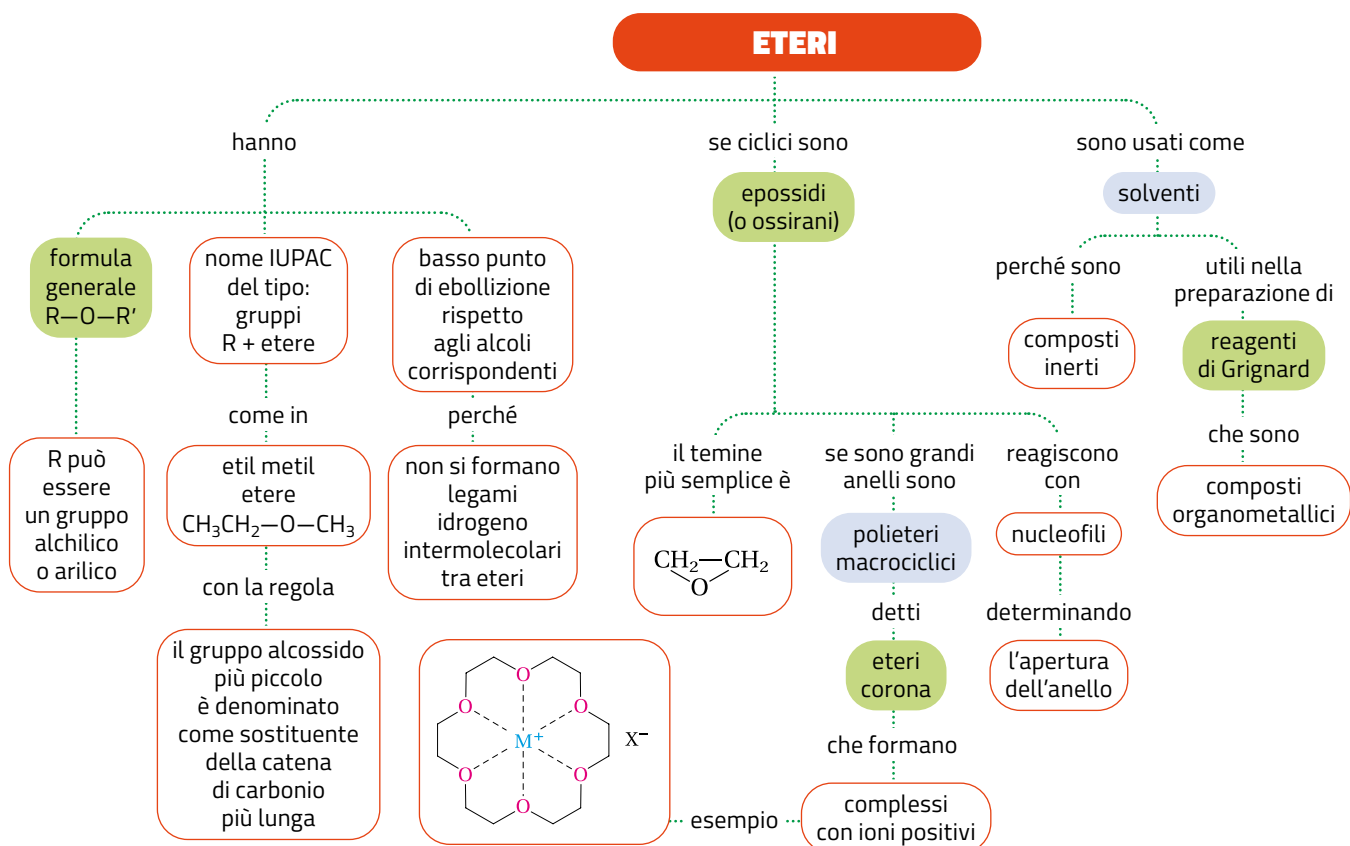 ETERI
hanno
formula
generale
R—O—R'
R può
essere
un gruppo
alchilico
o arilico
nome IUPAC
del tipo:
gruppi
R + etere
come in
etil metil
etere
CH₃CH₂—O—CH₃
con la regola
il gruppo alcossido
più piccolo
è denominato
come sostituente
della catena
di carbonio
più lunga
basso punto
di ebollizione
rispetto
agli alcoli
corrispondenti
perché
non si formano
legami
idrogeno
intermolecolari
tra eteri
se ciclici sono
epossidi
(o ossirani)
il temine
più semplice è
CH₂—CH₂
O
se sono grandi
anelli sono
polieteri
macrociclici
detti
eteri
corona
che formano
complessi
con ioni positivi
esempio
O
O O
M⁺ X⁻
O O
O
reagiscono
con
nucleofili
determinando
l'apertura
dell'anello
sono usati come
solventi
perché sono
composti
inerti
utili nella
preparazione di
reagenti
di Grignard
che sono
composti
organometallici